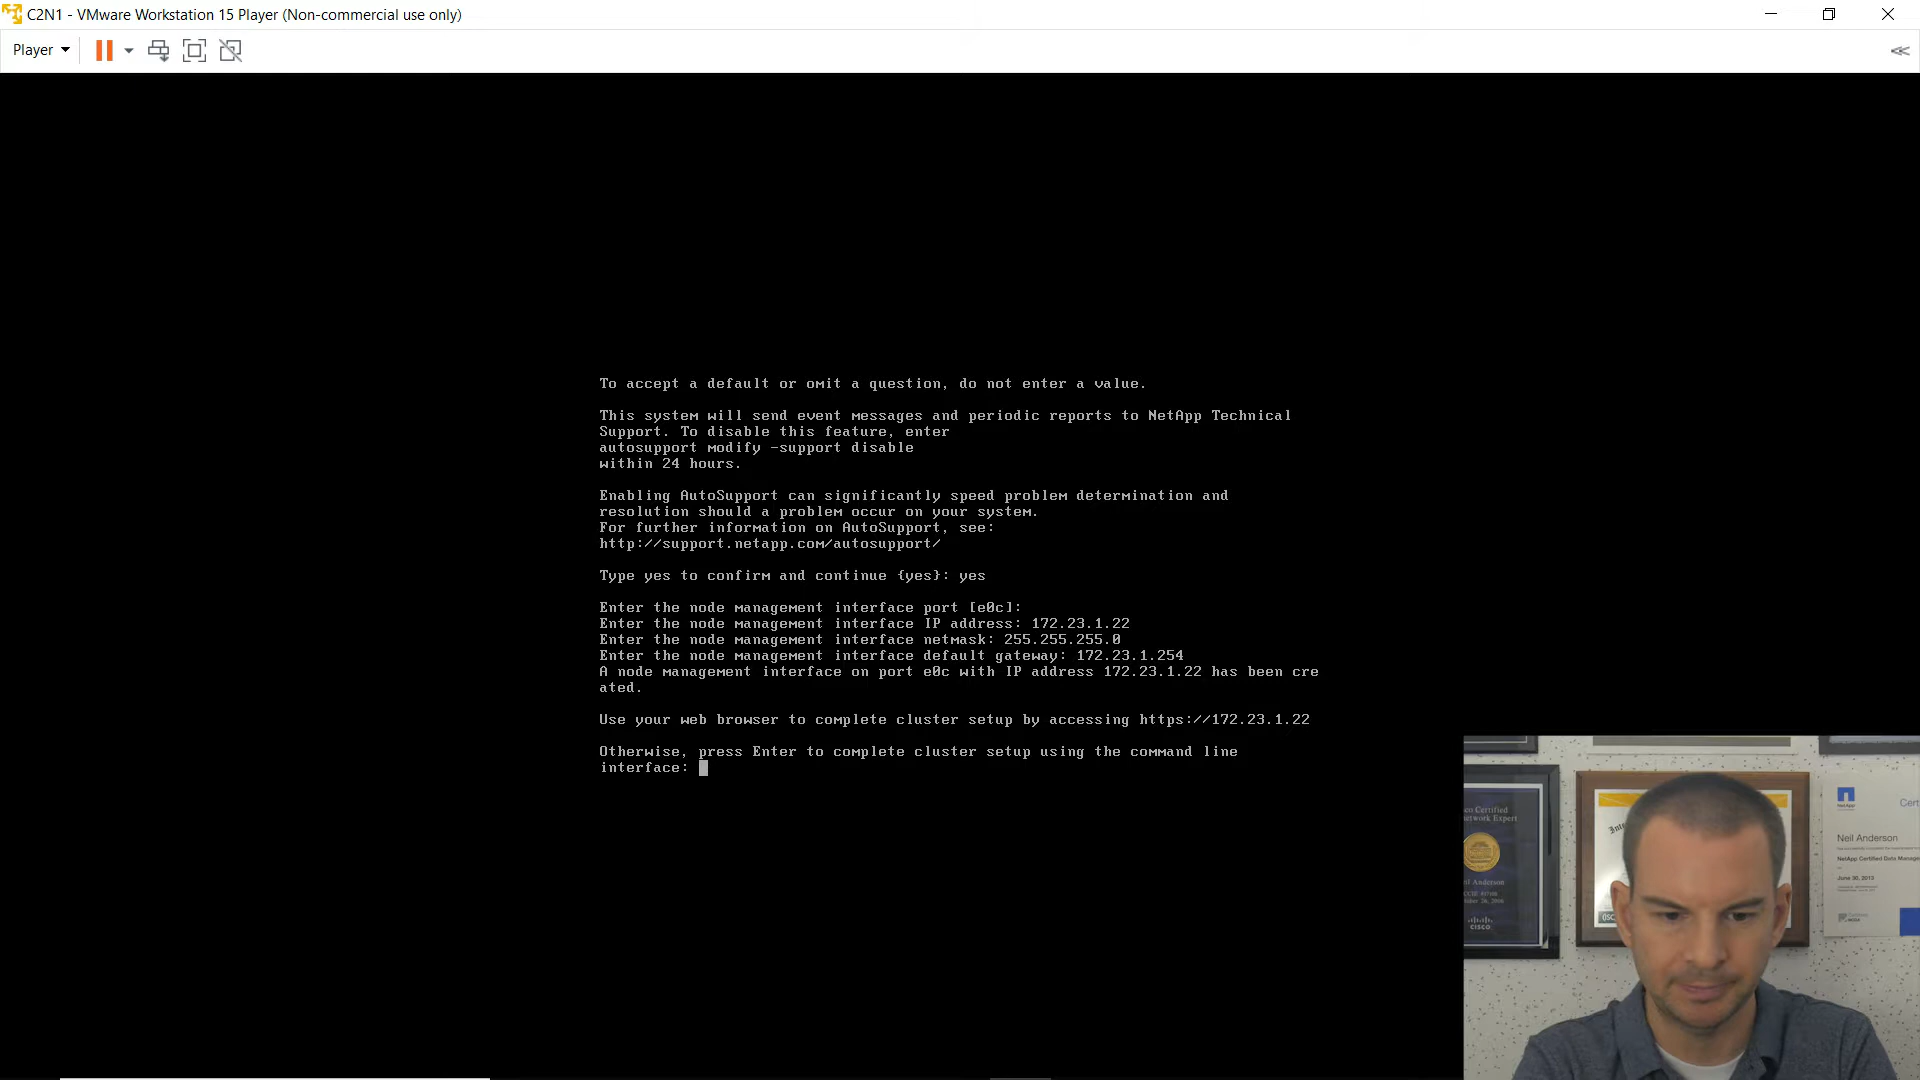 C2N1 - VMware Workstation 15 Player (Non-commercial use only)
Player
To accept a default or omit a question, do not enter a value.
This system will send event messages and periodic reports to NetApp Technical
Support. To disable this feature, enter
autosupport modify -support disable
within 24 hours.
Enabling AutoSupport can significantly speed problem determination and
resolution should a problem occur on your system.
For further information on AutoSupport, see:
http://support.netapp.com/autosupport/
Type yes to confirm and continue {yes}: yes
Enter the node management interface port [e0c]:
Enter the node management interface IP address: 172.23.1.22
Enter the node management interface netmask: 255.255.255.0
Enter the node management interface default gateway: 172.23.1.254
A node management interface on port e0c with IP address 172.23.1.22 has been cre
ated.
Use your web browser to complete cluster setup by accessing https://172.23.1.22
Otherwise, press Enter to complete cluster setup using the command line
interface:
Neil Anderson
NetApp Certified Data Manage
June 30, 2013
CISCO